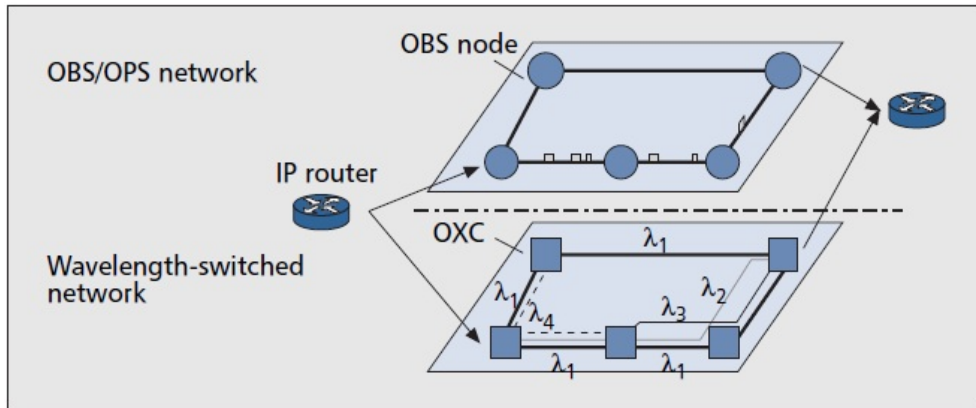 OBS node
OBS/OPS network
IP router
OXC
λ1
Wavelength-switched
network
λ1
λ2
λ4
λ3
λ1
λ1